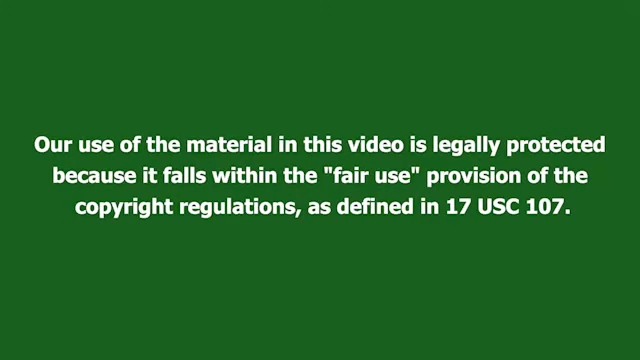 Our use of the material in this video is legally protected
because it falls within the "fair use" provision of the
copyright regulations, as defined in 17 USC 107.